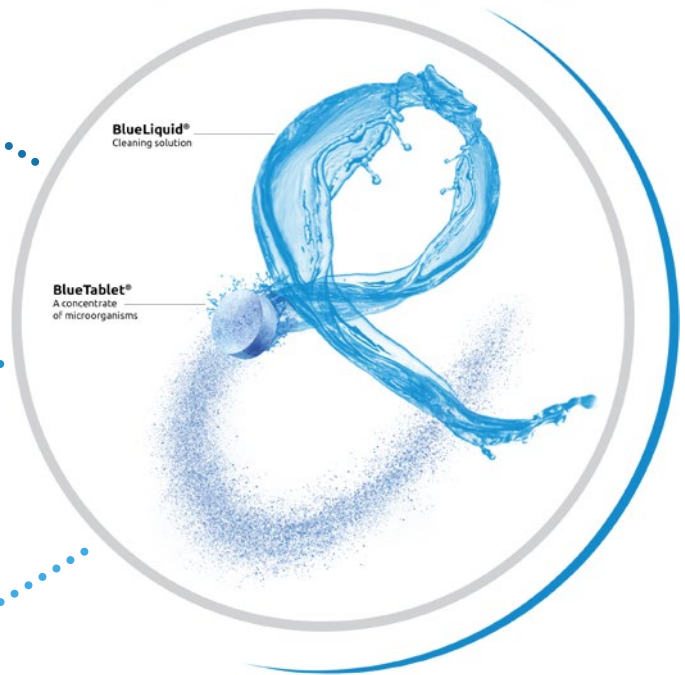 BlueLiquid®
Cleaning solution
BlueTablet®
A concentrate
of microorganisms